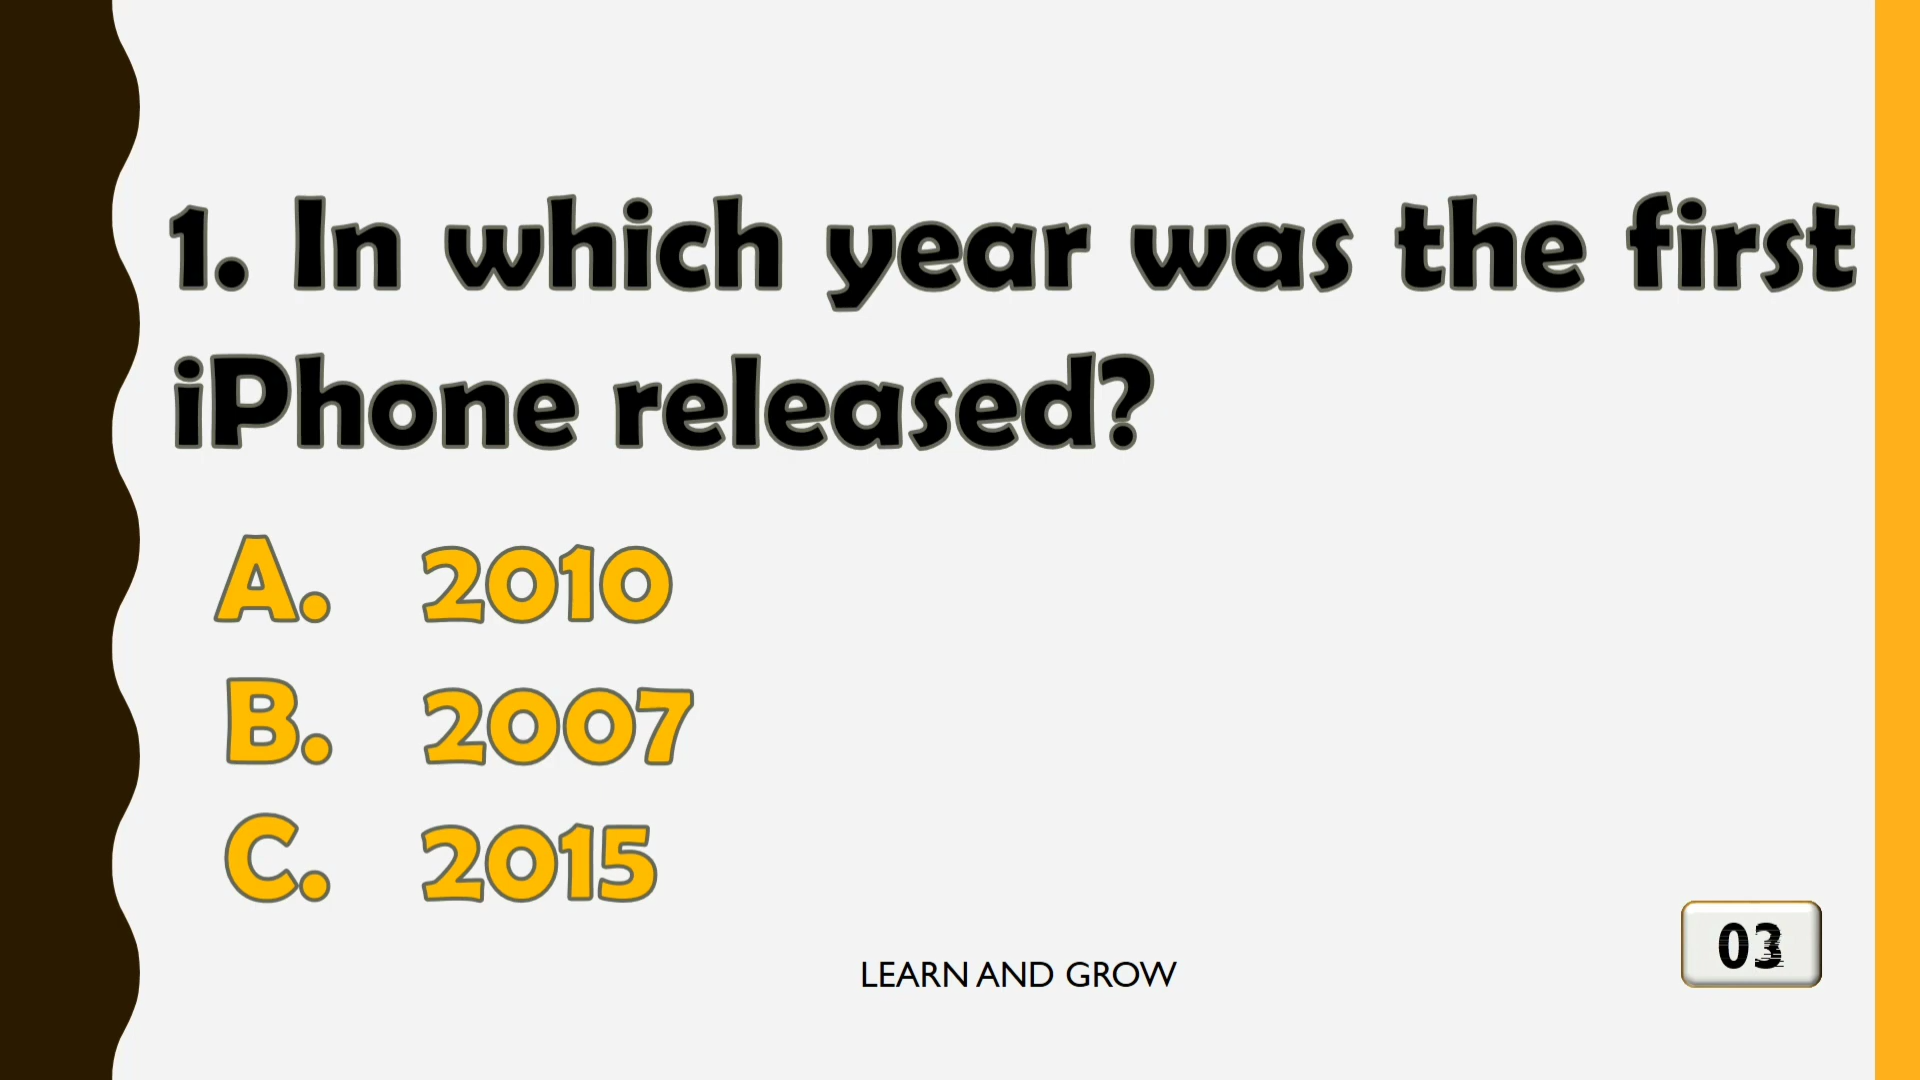 1. In which year was the first
iPhone released?
A. 2010
B. 2007
C. 2015
LEARN AND GROW
03